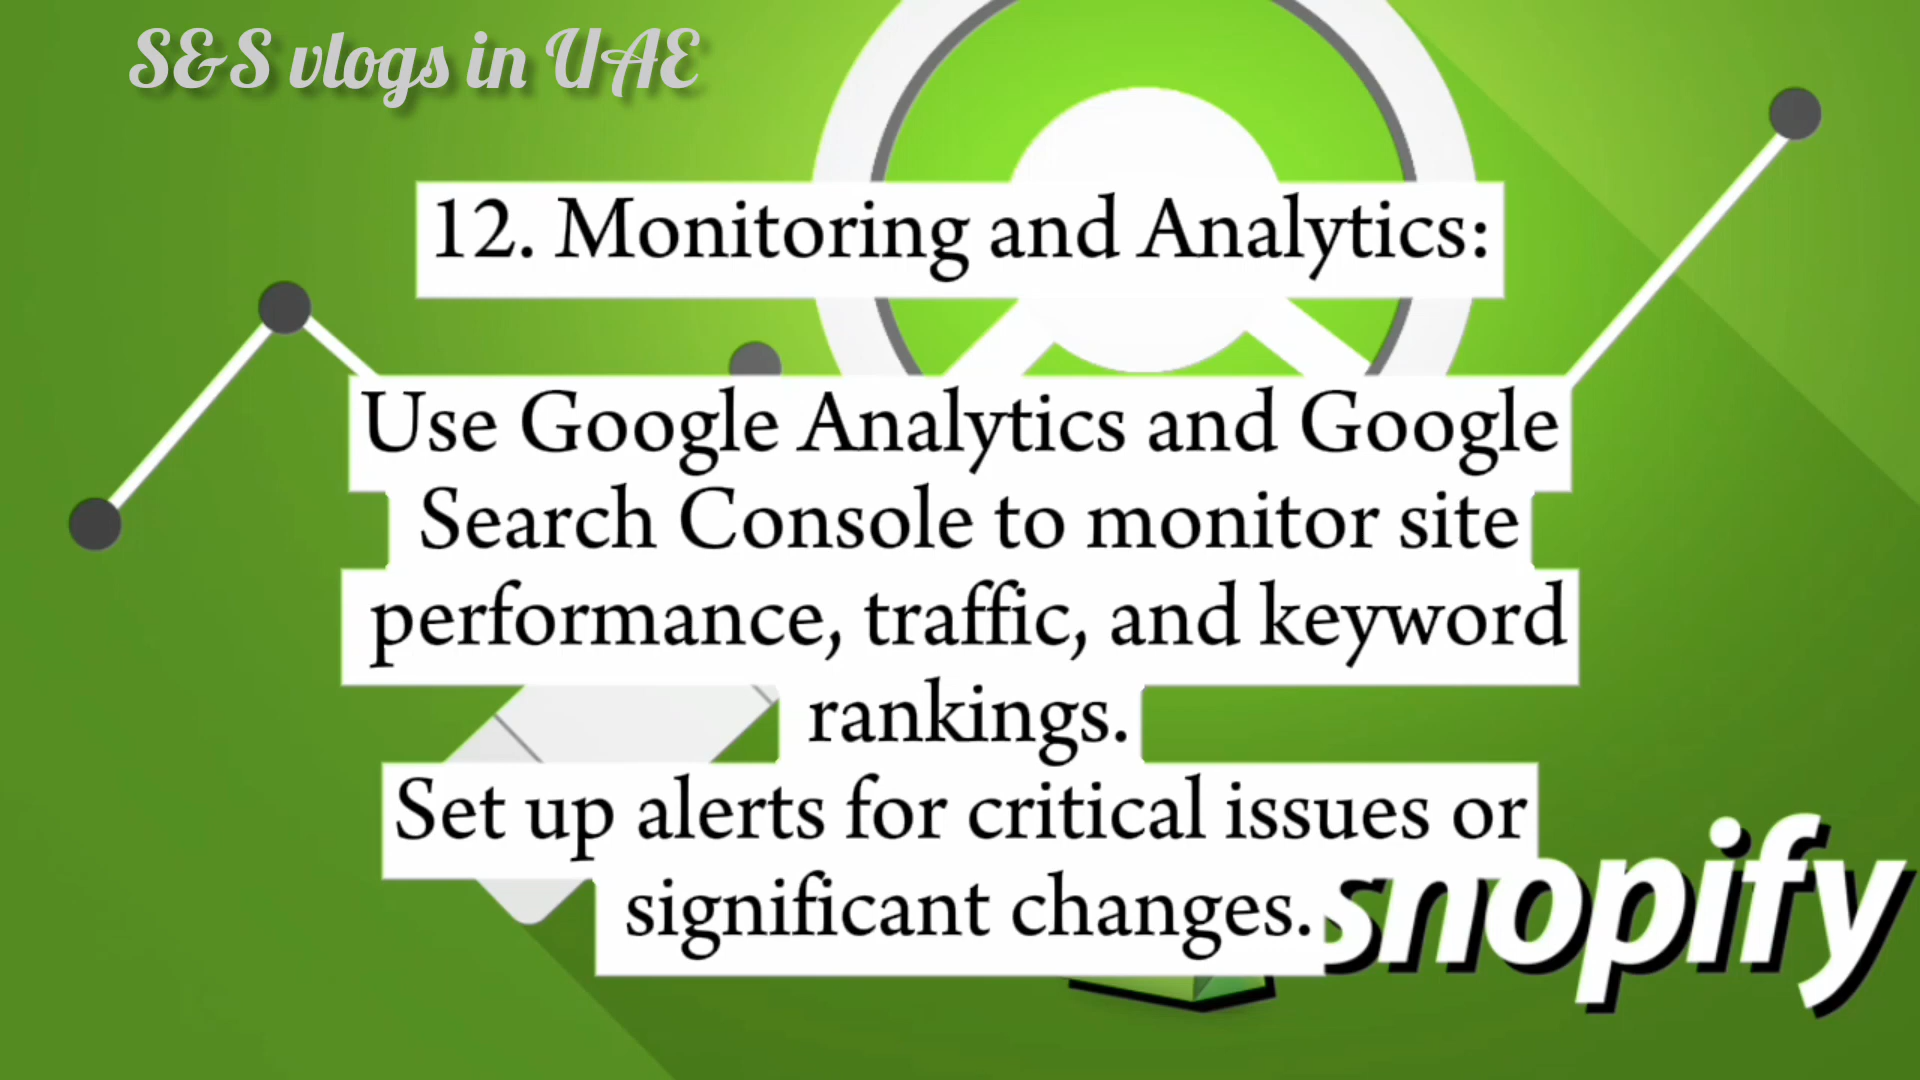 S&S vlogs in UAE
12. Monitoring and Analytics:
Use Google Analytics and Google
Search Console to monitor site
performance, traffic, and keyword
rankings.
Set up alerts for critical issues or
significant changes.
shopify